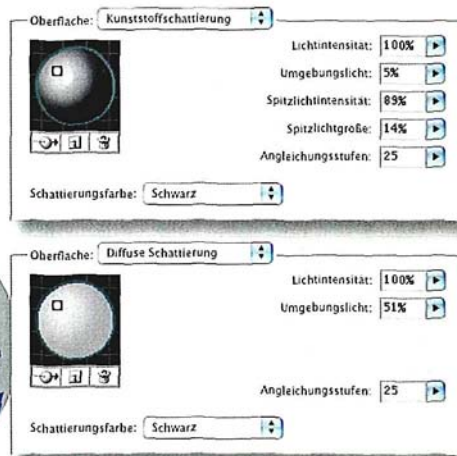 Oberfläche: Kunststoffschattierung
Lichtintensität: 100%
Umgebungslicht: 5%
Spitzlichtintensität: 89%
Spitzlichtgroße: 14%
Angleichungsstufen: 25
Schattierungsfarbe: Schwarz
Oberfläche: Diffuse Schattierung
Lichtintensität: 100%
Umgebungslicht: 51%
Angleichungsstufen: 25
Schattierungsfarbe: Schwarz